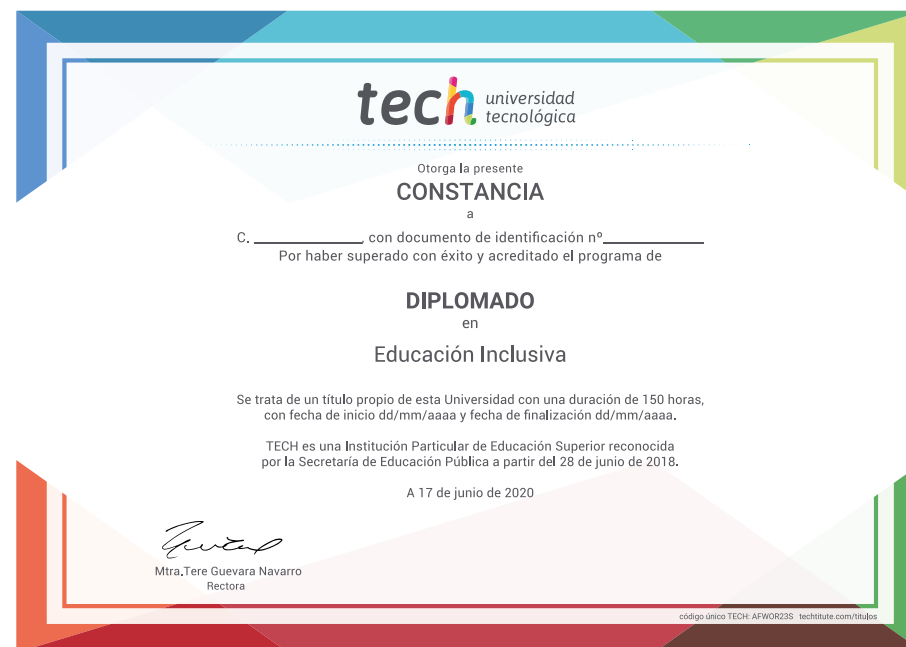 tech universidad
tecnológica
Otorga la presente
CONSTANCIA
a
C. ____________, con documento de identificación nº____________
Por haber superado con éxito y acreditado el programa de
DIPLOMADO
en
Educación Inclusiva
Se trata de un título propio de esta Universidad con una duración de 150 horas,
con fecha de inicio dd/mm/aaaa y fecha de finalización dd/mm/aaaa.
TECH es una Institución Particular de Educación Superior reconocida
por la Secretaría de Educación Pública a partir del 28 de junio de 2018.
A 17 de junio de 2020
Mtra.Tere Guevara Navarro
Rectora
código único TECH: AFWOR23S techtitute.com/titulos